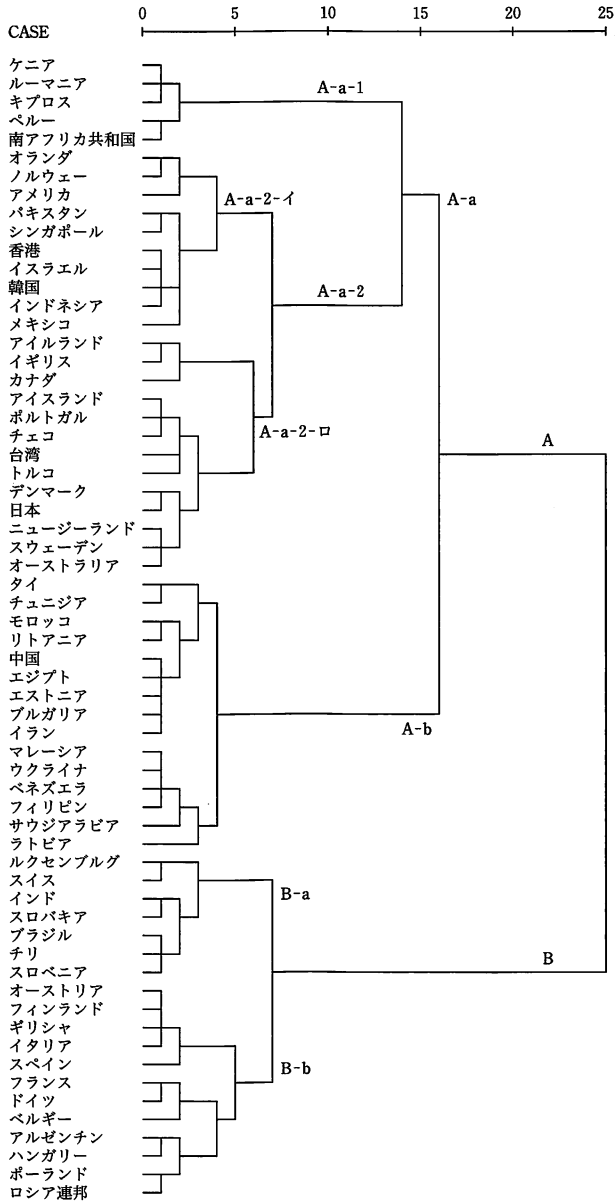 0 5 10 15 20 25
CASE
ケニア
ルーマニア
キプロス
A-a-1
ペルー
南アフリカ共和国
オランダ
ノルウェー
アメリカ
A-a-2-イ
A-a
パキスタン
シンガポール
香港
イスラエル
韓国
A-a-2
インドネシア
メキシコ
アイルランド
イギリス
カナダ
アイスランド
ポルトガル
チェコ
A-a-2-ロ
A
台湾
トルコ
デンマーク
日本
ニュージーランド
スウェーデン
オーストラリア
タイ
チュニジア
モロッコ
リトアニア
中国
エジプト
エストニア
ブルガリア
A-b
イラン
マレーシア
ウクライナ
ベネズエラ
フィリピン
サウジアラビア
ラトビア
ルクセンブルグ
スイス
B-a
インド
スロバキア
ブラジル
チリ
B
スロベニア
オーストリア
フィンランド
ギリシャ
イタリア
スペイン
B-b
フランス
ドイツ
ベルギー
アルゼンチン
ハンガリー
ポーランド
ロシア連邦